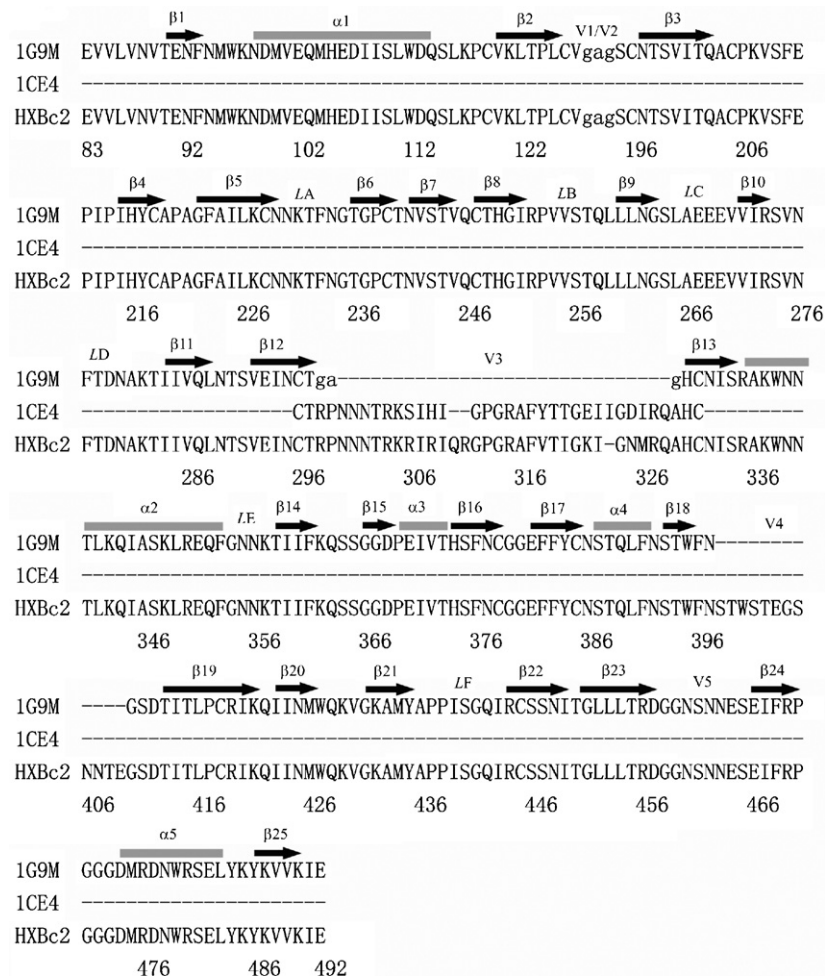 β1 α1 β2 V1/V2 β3
1G9M EVVLVNVTENFNMWKNDMVEQMHEDIISLWDQSLKPCVKLTPLCVgagSCNTSVITQACPKVSFE
1CE4 -----------------------------------------------------------------
HXBc2 EVVLVNVTENFNMWKNDMVEQMHEDIISLWDQSLKPCVKLTPLCVgagSCNTSVITQACPKVSFE
83 92 102 112 122 196 206
β4 β5 LA β6 β7 β8 LB β9 LC β10
1G9M PIPIHYCAPAGFAILKCNNKTFNGTGPCTNVSTVQCTHGIRPVVSTQLLLNGSLAEEEVVIRSVN
1CE4 -----------------------------------------------------------------
HXBc2 PIPIHYCAPAGFAILKCNNKTFNGTGPCTNVSTVQCTHGIRPVVSTQLLLNGSLAEEEVVIRSVN
216 226 236 246 256 266 276
LD β11 β12 V3 β13
1G9M FTDNAKTIIVQLNTSVEINCTga------------------------------gHCNISRAKWNN
1CE4 -------------------CTRPNNNTRKSIHI--GPGRAFYTTGEIIGDIRQAHC---------
HXBc2 FTDNAKTIIVQLNTSVEINCTRPNNNTRKRIRIQRGPGRAFVTIGKI-GNMRQAHCNISRAKWNN
286 296 306 316 326 336
α2 LE β14 β15 α3 β16 β17 α4 β18 V4
1G9M TLKQIASKLREQFGNNKTIIFKQSSGGDPEIVTHSFNCGGEFFYCNSTQLFNSTWFN--------
1CE4 -----------------------------------------------------------------
HXBc2 TLKQIASKLREQFGNNKTIIFKQSSGGDPEIVTHSFNCGGEFFYCNSTQLFNSTWFNSTWSTEGS
346 356 366 376 386 396
β19 β20 β21 LF β22 β23 V5 β24
1G9M ----GSDTITLPCRIKQIINMWQKVGKAMYAPPISGQIRCSSNITGLLLTRDGGNSNNESEIFRP
1CE4 -----------------------------------------------------------------
HXBc2 NNTEGSDTITLPCRIKQIINMWQKVGKAMYAPPISGQIRCSSNITGLLLTRDGGNSNNESEIFRP
406 416 426 436 446 456 466
α5 β25
1G9M GGGDMRDNWRSELYKYKVVKIE
1CE4 ----------------------
HXBc2 GGGDMRDNWRSELYKYKVVKIE
476 486 492